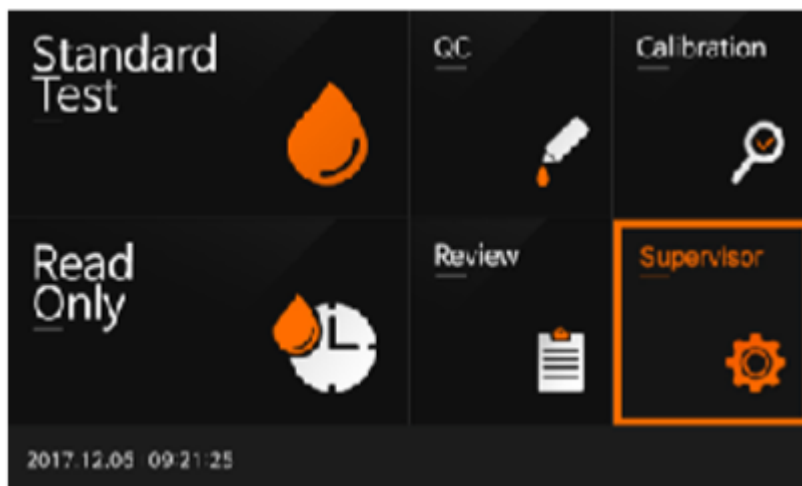 Standard
Test
QC
Calibration
Read
Only
Review
Supervisor
2017.12.05 09:21:25